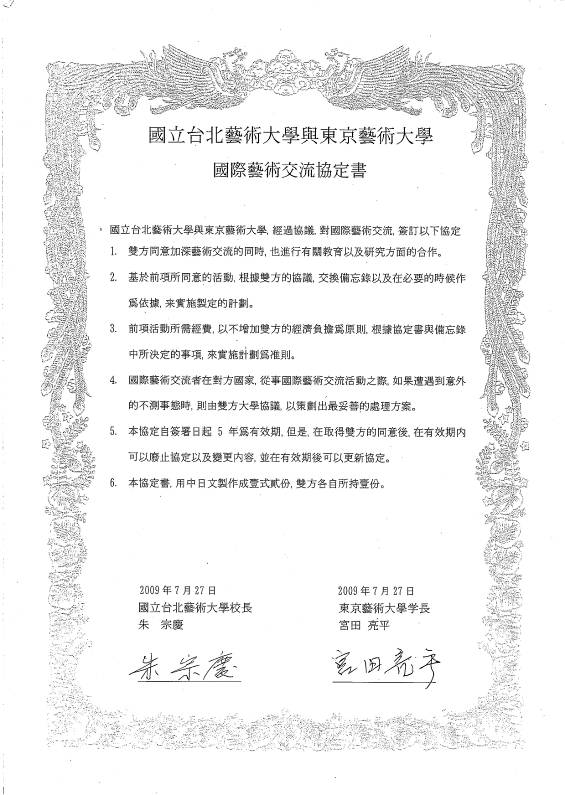 國立台北藝術大學與東京藝術大學
國際藝術交流協定書
國立台北藝術大學與東京藝術大學, 經過協議, 對國際藝術交流, 簽訂以下協定
1. 雙方同意加深藝術交流的同時, 也進行有關教育以及研究方面的合作。
2. 基於前項所同意的活動, 根據雙方的協議, 交換備忘錄以及在必要的時候作
爲依據, 來實施製定的計劃。
3. 前項活動所需經費, 以不增加雙方的經濟負擔爲原則, 根據協定書與備忘錄
中所決定的事項, 來實施計劃爲准則。
4. 國際藝術交流者在對方國家, 從事國際藝術交流活動之際, 如果遭遇到意外
的不測事態時, 則由雙方大學協議, 以策劃出最妥善的處理方案。
5. 本協定自簽署日起 5 年爲有效期, 但是, 在取得雙方的同意後, 在有效期內
可以廢止協定以及變更內容, 並在有效期後可以更新協定。
6. 本協定書, 用中日文製作成壹式貳份, 雙方各自所持壹份。
2009 年 7 月 27 日
國立台北藝術大學校長
朱 宗慶
朱宗慶
2009 年 7 月 27 日
東京藝術大學学長
宮田 亮平
宮田亮平